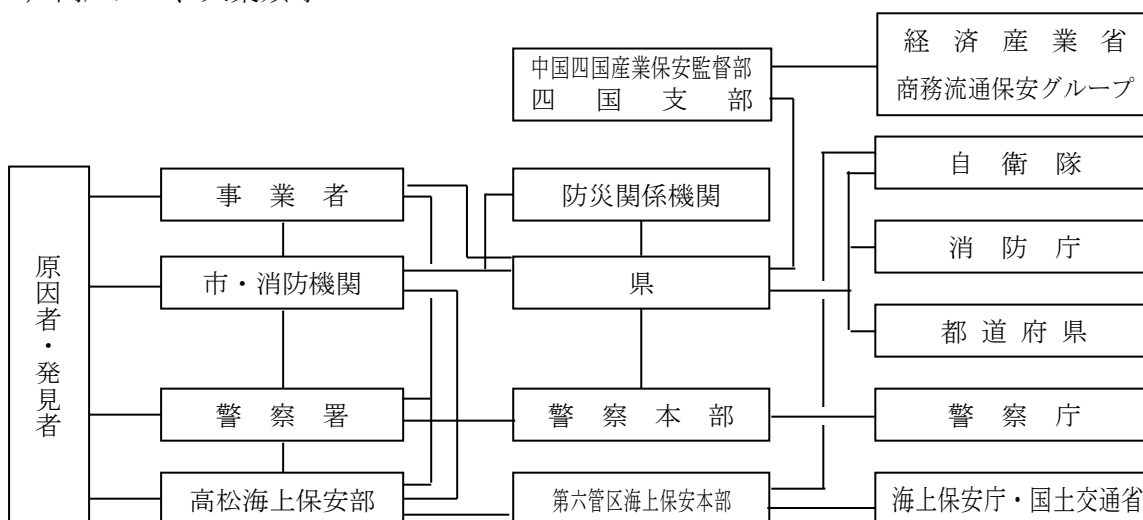 経済産業省
商務流通保安グループ
中国四国産業保安監督部
四国支部
自衛隊
事業者
防災関係機関
消防庁
原因者・発見者
市・消防機関
県
都道府県
警察署
警察本部
警察庁
高松海上保安部
第六管区海上保安本部
海上保安庁・国土交通省